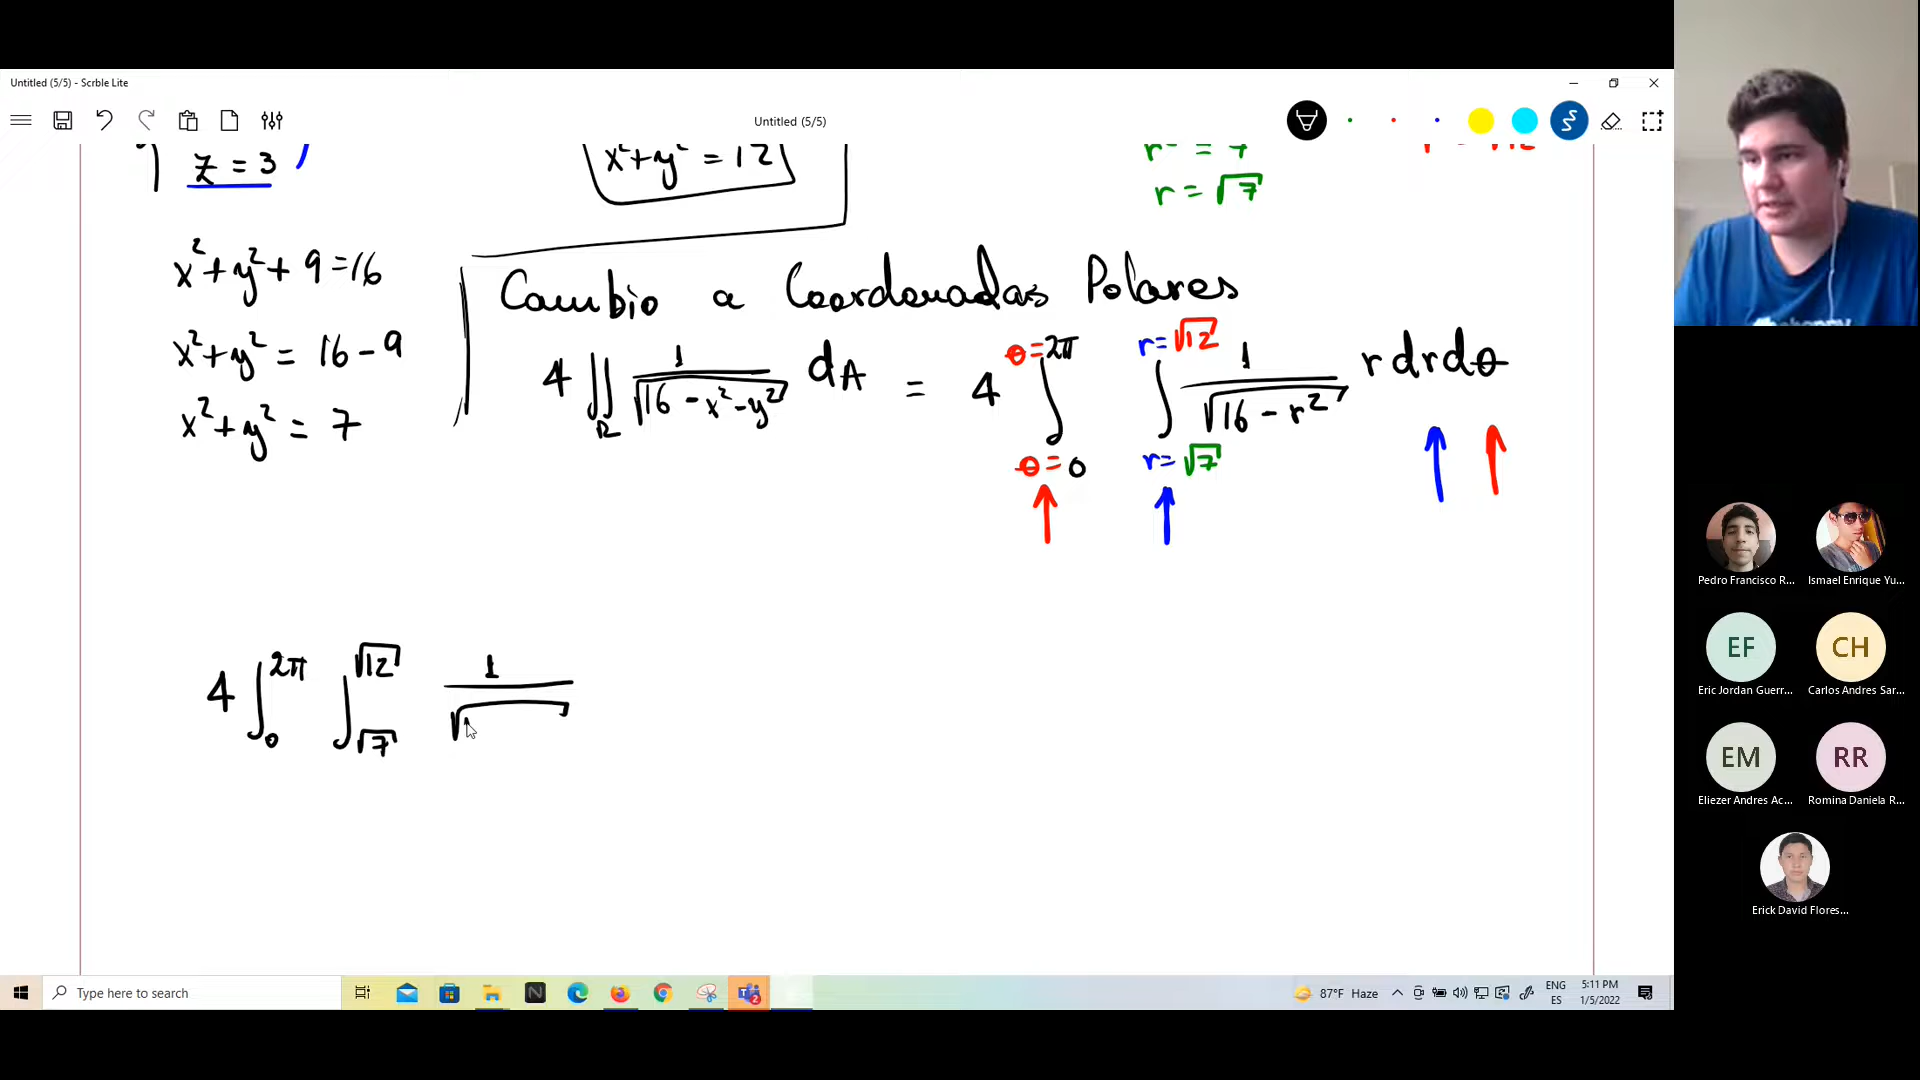 Untitled (5/5) - Scrble Lite
Untitled (5/5)
z = 3
x²+y² = 12
r = √7
x²+y²+9=16
Cambio a Coordenadas Polares
x²+y² = 16-9
4 ∬R 1/√(16-x²-y²) dA = 4 ∫θ=0^θ=2π ∫r=√7^r=√12 1/√(16-r²) r dr dθ
x²+y² = 7
4 ∫0^2π ∫√7^√12 1/√
Pedro Francisco R...
Ismael Enrique Yu...
EF
CH
Eric Jordan Guerr...
Carlos Andres Sar...
EM
RR
Eliezer Andres Ac...
Romina Daniela R...
Erick David Flores...
Type here to search
87°F Haze
ENG
ES
5:11 PM
1/5/2022